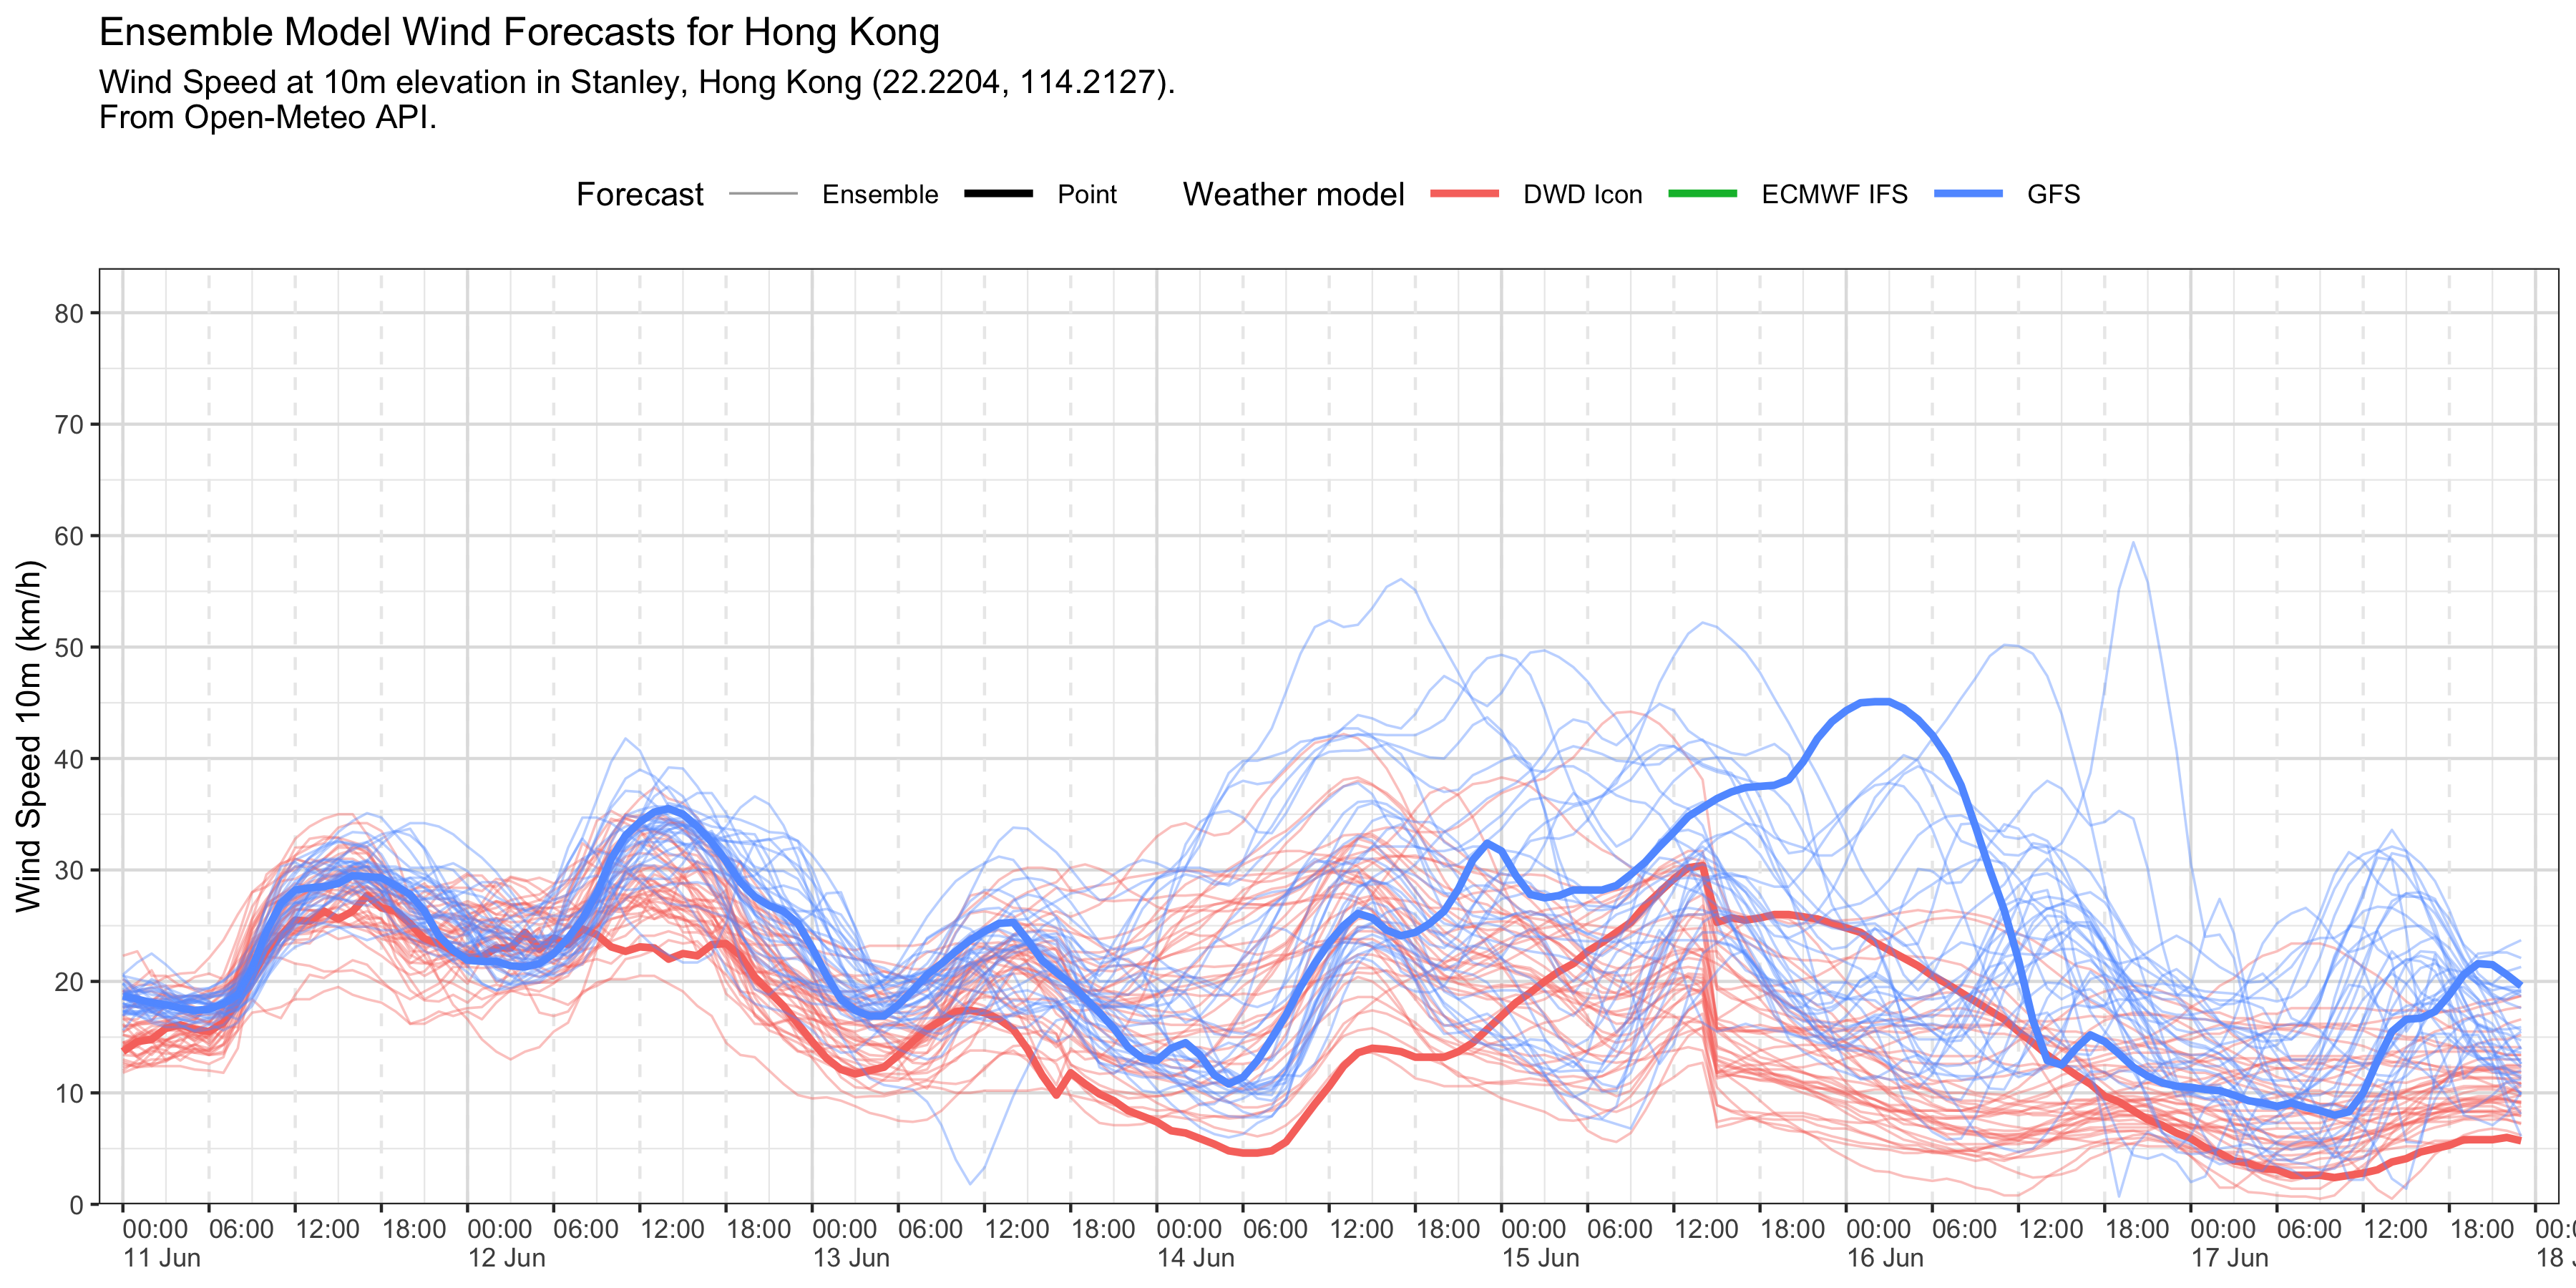 Ensemble Model Wind Forecasts for Hong Kong
Wind Speed at 10m elevation in Stanley, Hong Kong (22.2204, 114.2127).
From Open-Meteo API.
Forecast Ensemble Point Weather model DWD Icon ECMWF IFS GFS
Wind Speed 10m (km/h)
80
70
60
50
40
30
20
10
0
00:00 06:00 12:00 18:00 00:00 06:00 12:00 18:00 00:00 06:00 12:00 18:00 00:00 06:00 12:00 18:00 00:00 06:00 12:00 18:00 00:00 06:00 12:00 18:00 00:00 06:00 12:00 18:00
11 Jun 12 Jun 13 Jun 14 Jun 15 Jun 16 Jun 17 Jun 18